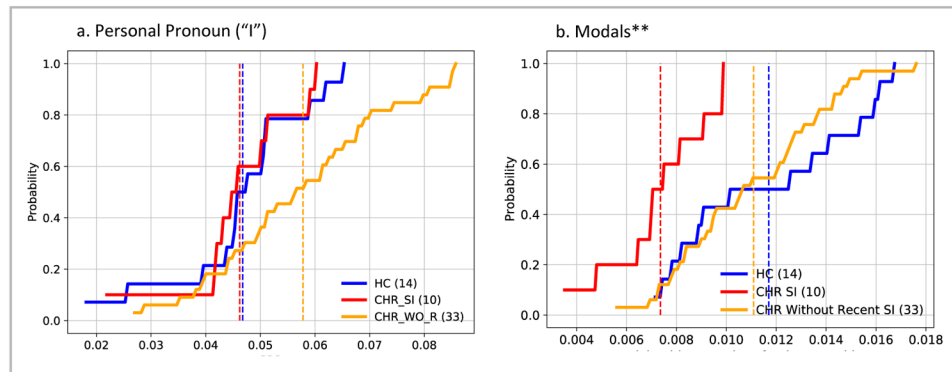 a. Personal Pronoun (“I”)
b. Modals**
1.0
0.8
0.6
0.4
0.2
0.0
Probability
0.02
0.03
0.04
0.05
0.06
0.07
0.08
HC (14)
CHR_SI (10)
CHR_WO_R (33)
1.0
0.8
0.6
0.4
0.2
0.0
Probability
0.004
0.006
0.008
0.010
0.012
0.014
0.016
0.018
HC (14)
CHR SI (10)
CHR Without Recent SI (33)